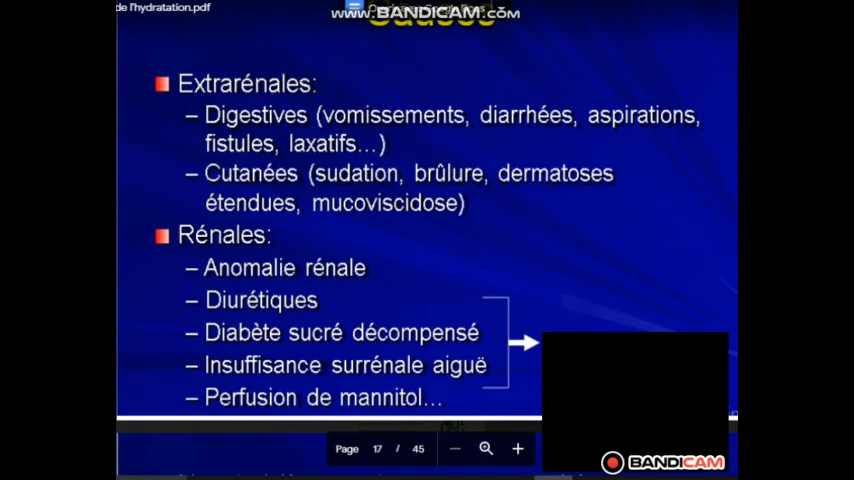 de l'hydratation.pdf
www.BANDICAM.com
Causes
Extrarénales:
– Digestives (vomissements, diarrhées, aspirations,
fistules, laxatifs...)
– Cutanées (sudation, brûlure, dermatoses
étendues, mucoviscidose)
Rénales:
– Anomalie rénale
– Diurétiques
– Diabète sucré décompensé
– Insuffisance surrénale aiguë
– Perfusion de mannitol...
Page 17 / 45
BANDICAM